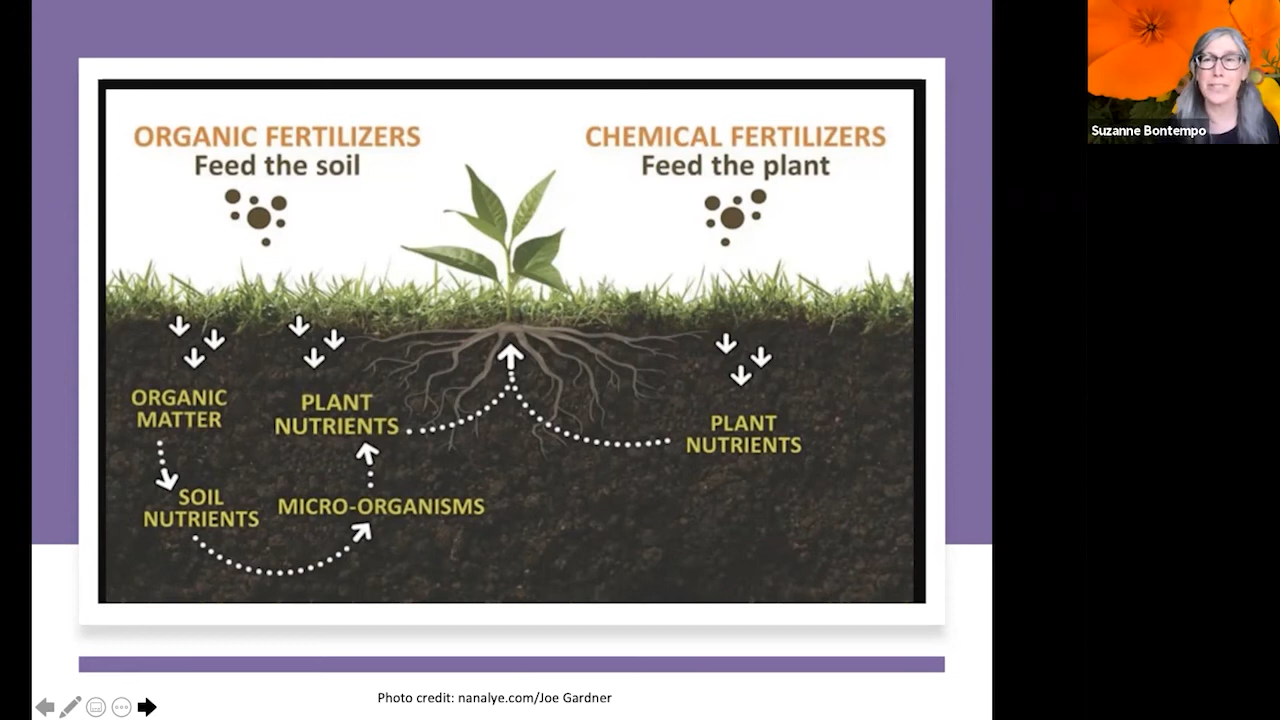 ORGANIC FERTILIZERS
Feed the soil
CHEMICAL FERTILIZERS
Feed the plant
ORGANIC
MATTER
PLANT
NUTRIENTS
SOIL
NUTRIENTS
MICRO-ORGANISMS
PLANT
NUTRIENTS
Photo credit: nanalye.com/Joe Gardner
Suzanne Bontempo